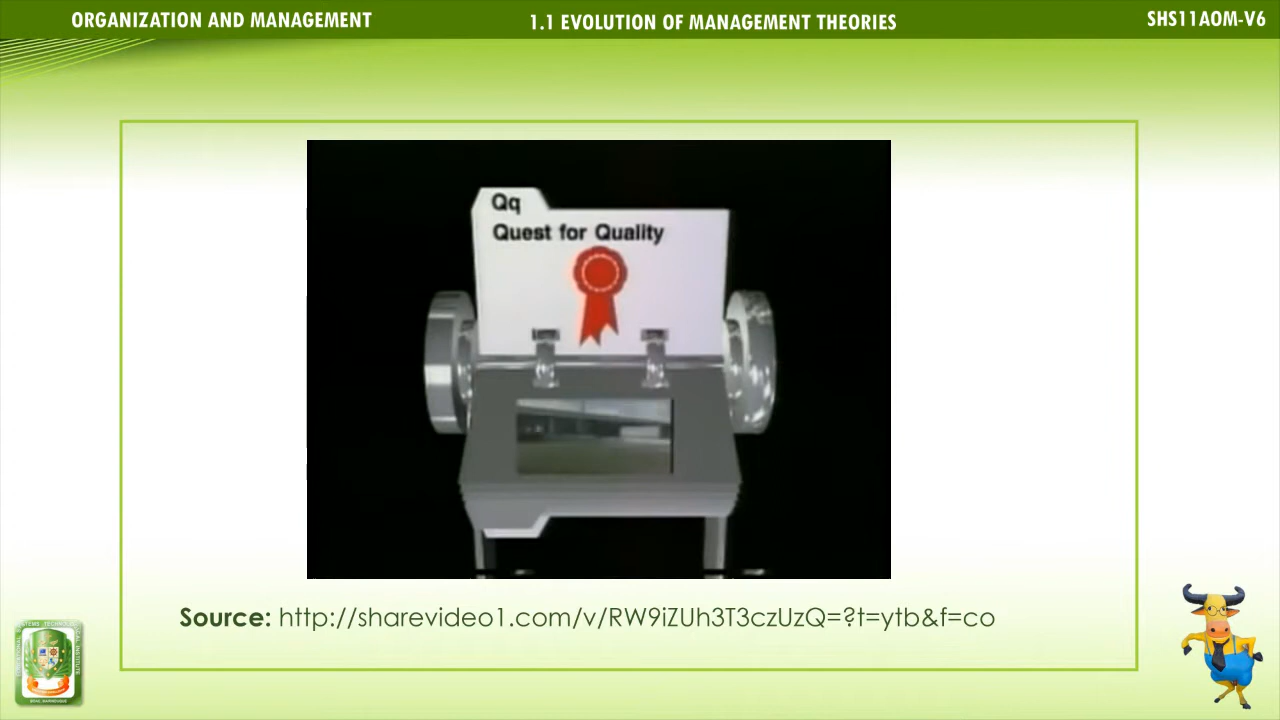 ORGANIZATION AND MANAGEMENT
1.1 EVOLUTION OF MANAGEMENT THEORIES
SHS11AOM-V6
Qq
Quest for Quality
Source: http://sharevideo1.com/v/RW9iZUh3T3czUzQ=?t=ytb&f=co